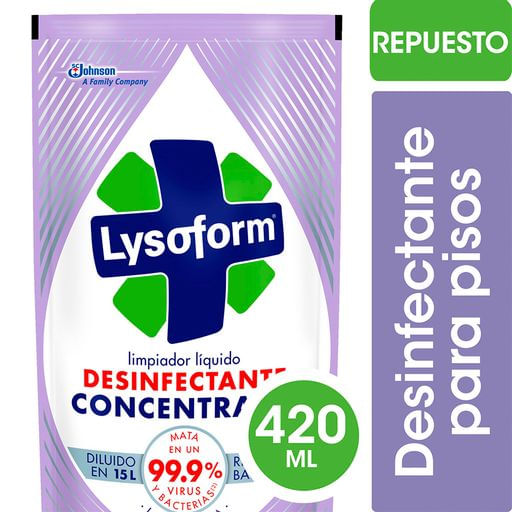 REPUESTO
SC Johnson
A Family Company
Lysoform®
limpiador líquido
DESINFECTANTE
CONCENTRA
420
ML
DILUIDO
EN 15L
MATA
EN UN
99.9%
VIRUS
Y BACTERIAS(2)
Desinfectante
para pisos